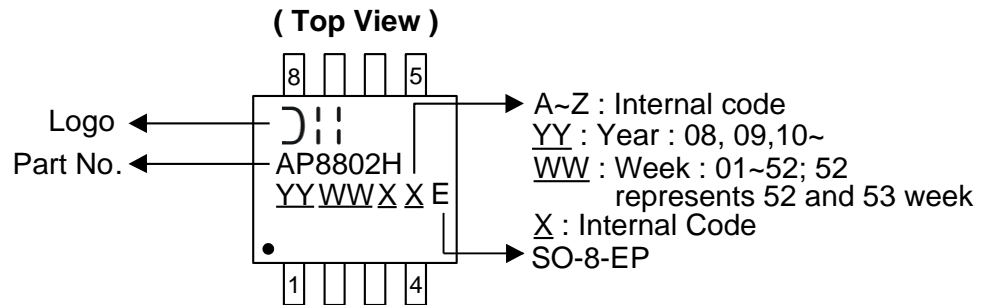 ( Top View )
8 5
Logo
Part No.
AP8802H
YY WW X X E
1 4
A~Z : Internal code
YY : Year : 08, 09,10~
WW : Week : 01~52; 52
represents 52 and 53 week
X : Internal Code
SO-8-EP